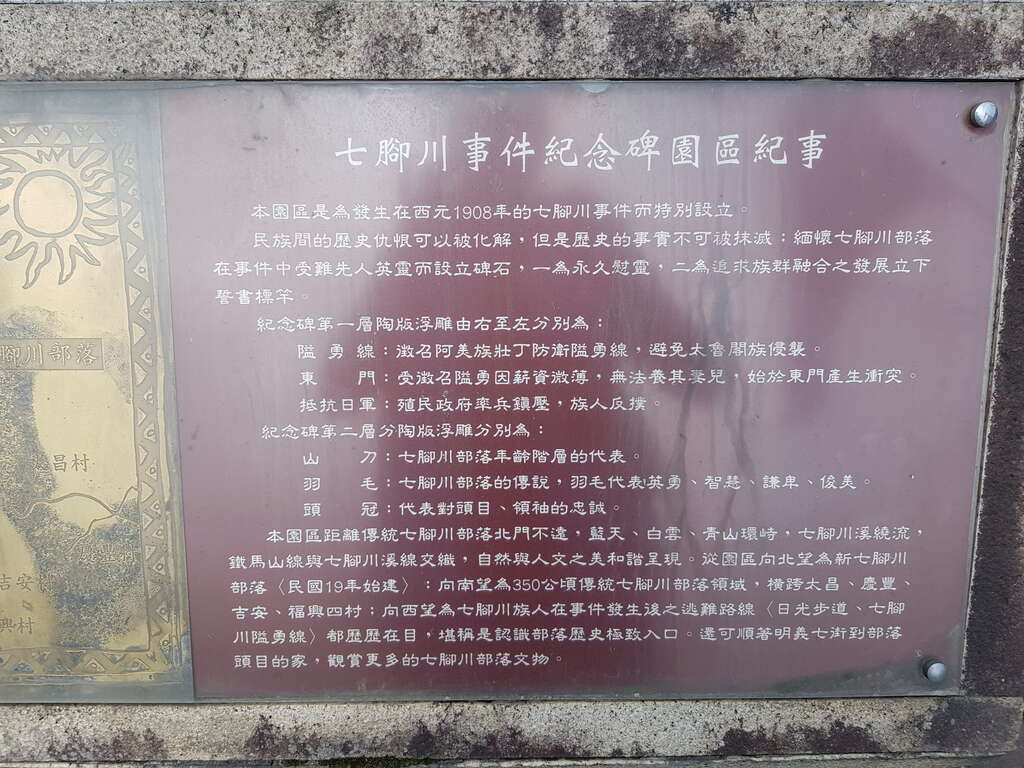 七腳川事件紀念碑園區紀事
本園區是為發生在西元1908年的七腳川事件而特別設立。
民族間的歷史仇恨可以被化解，但是歷史的事實不可被抹滅；緬懷七腳川部落
在事件中受難先人英靈而設立碑石，一為永久慰靈，二為追求族群融合之發展立下
誓書標竿。
紀念碑第一層陶版浮雕由右至左分別為：
隘勇線：徵召阿美族壯丁防衛隘勇線，避免太魯閣族侵襲。
東門：受徵召隘勇因薪資微薄，無法養其妻兒，始於東門產生衝突。
抵抗日軍：殖民政府率兵鎮壓，族人反撲。
紀念碑第二層分陶版浮雕分別為：
山刀：七腳川部落年齡階層的代表。
羽毛：七腳川部落的傳說，羽毛代表英勇、智慧、謙卑、俊美。
頭冠：代表對頭目、領袖的忠誠。
本園區距離傳統七腳川部落北門不遠，藍天、白雲、青山環峙，七腳川溪繞流，
鐵馬山線與七腳川溪線交織，自然與人文之美和諧呈現。從園區向北望為新七腳川
部落〈民國19年始建〉；向南望為350公頃傳統七腳川部落領域，橫跨太昌、慶豐、
吉安、福興四村；向西望為七腳川族人在事件發生後之逃難路線〈日光步道、七腳
川隘勇線〉都歷歷在目，堪稱是認識部落歷史極致入口。還可順著明義七街到部落
頭目的家，觀賞更多的七腳川部落文物。
腳川部落
昌村
吉安
興村